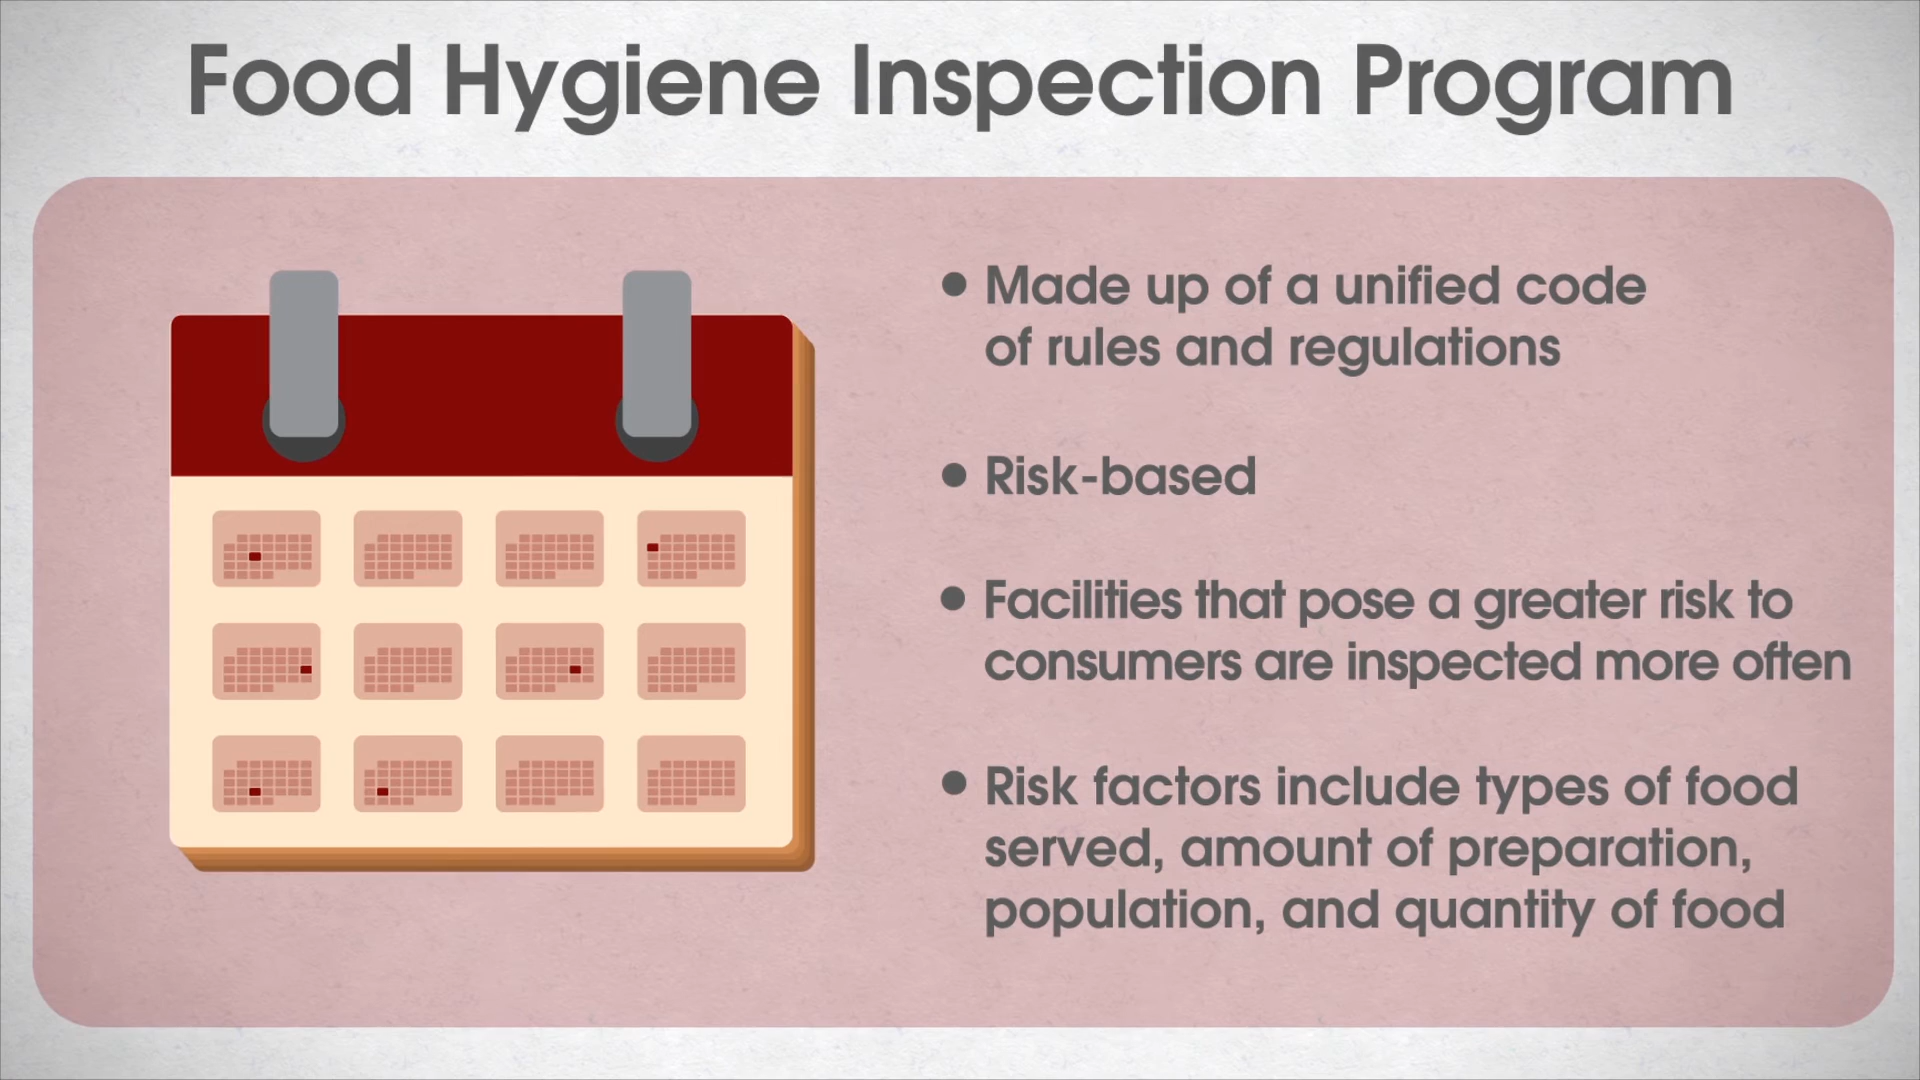 Food Hygiene Inspection Program
• Made up of a unified code
of rules and regulations
• Risk-based
• Facilities that pose a greater risk to
consumers are inspected more often
• Risk factors include types of food
served, amount of preparation,
population, and quantity of food